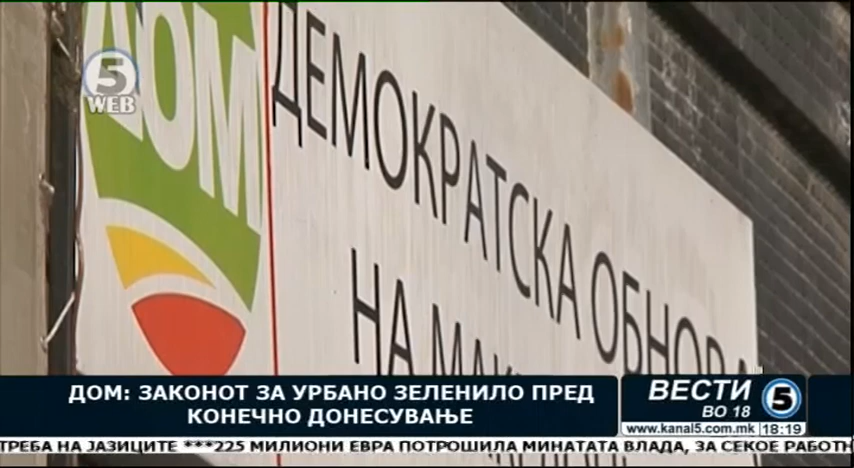 ДОМ
ДЕМОКРАТСКА ОБНОВА
НА
5
WEB
ДОМ: ЗАКОНОТ ЗА УРБАНО ЗЕЛЕНИЛО ПРЕД
КОНЕЧНО ДОНЕСУВАЊЕ
ВЕСТИ
ВО 18
5
www.kanal5.com.mk 18:19
ТРЕБА НА ЈАЗИЦИТЕ ***225 МИЛИОНИ ЕВРА ПОТРОШИЛА МИНАТАТА ВЛАДА, ЗА СЕКОЕ РАБОТН